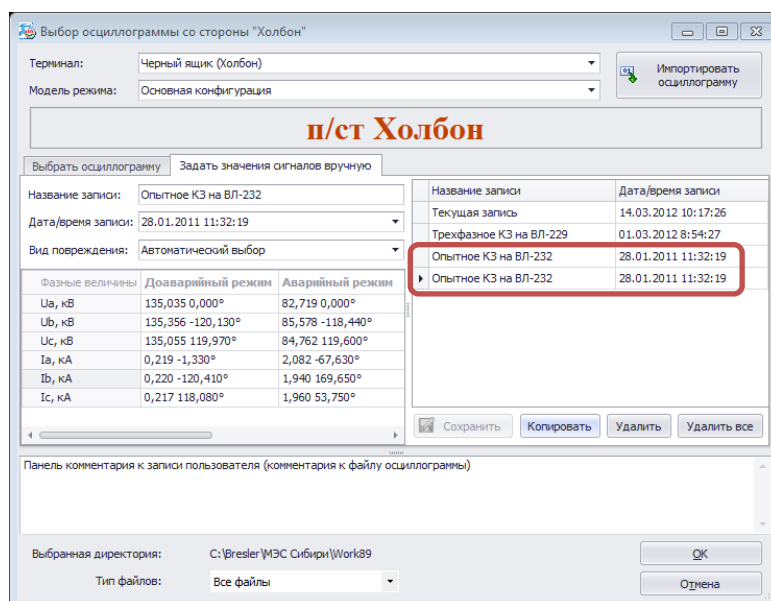 Выбор осциллограммы со стороны "Холбон"
Терминал: Черный ящик (Холбон)
Модель режима: Основная конфигурация
Импортировать осциллограмму
п/ст Холбон
Выбрать осциллограмму Задать значения сигналов вручную
Название записи: Опытное КЗ на ВЛ-232
Дата/время записи: 28.01.2011 11:32:19
Вид повреждения: Автоматический выбор
Фазные величины Доаварийный режим Аварийный режим
Ua, кВ 135,035 0,000° 82,719 0,000°
Ub, кВ 135,356 -120,130° 85,578 -118,440°
Uc, кВ 135,055 119,970° 84,762 119,600°
Ia, кА 0,219 -1,330° 2,082 -67,630°
Ib, кА 0,220 -120,410° 1,940 169,650°
Ic, кА 0,217 118,080° 1,960 53,750°
Название записи Дата/время записи
Текущая запись 14.03.2012 10:17:26
Трехфазное КЗ на ВЛ-229 01.03.2012 8:54:27
Опытное КЗ на ВЛ-232 28.01.2011 11:32:19
Опытное КЗ на ВЛ-232 28.01.2011 11:32:19
Сохранить Копировать Удалить Удалить все
Панель комментария к записи пользователя (комментария к файлу осциллограммы)
Выбранная директория: C:\Bresler\МЭС Сибири\Work89
Тип файлов: Все файлы
OK
Отмена